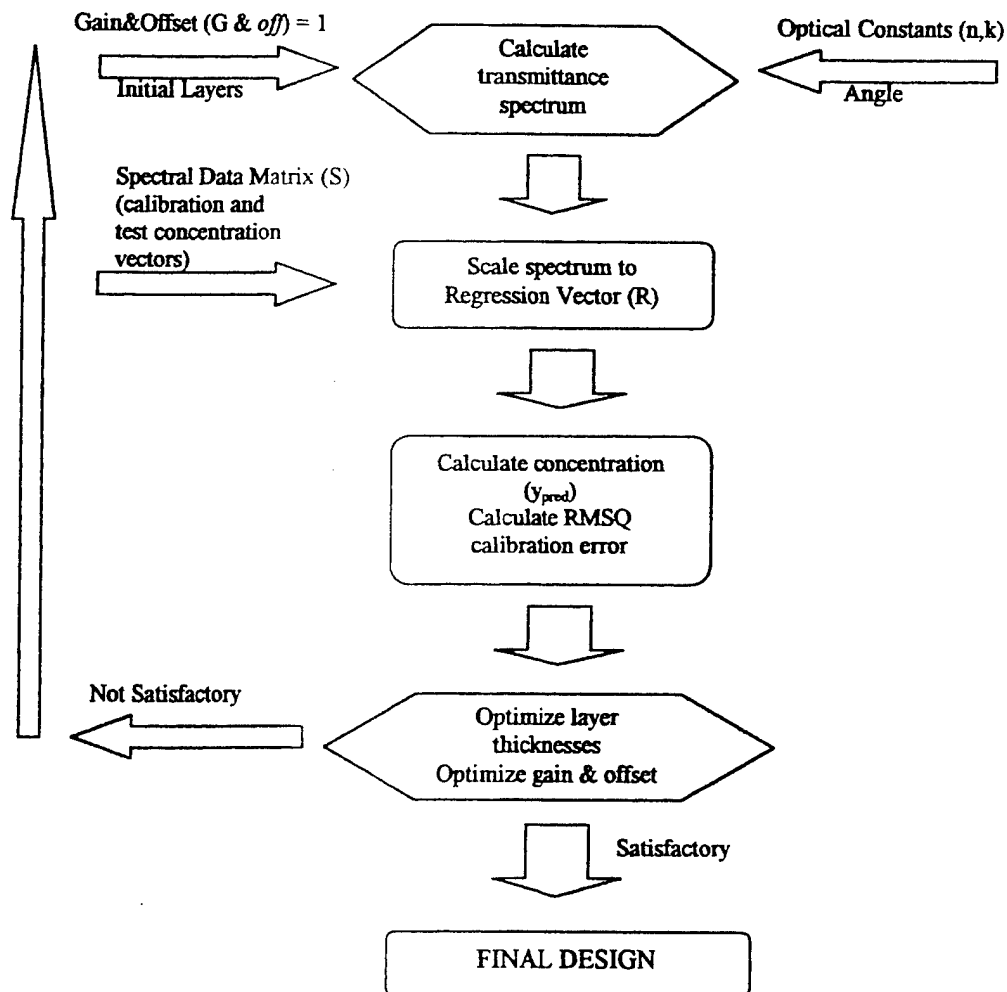 Gain&Offset (G & off) = 1
Initial Layers
Calculate
transmittance
spectrum
Optical Constants (n,k)
Angle
Spectral Data Matrix (S)
(calibration and
test concentration
vectors)
Scale spectrum to
Regression Vector (R)
Calculate concentration
(ypred)
Calculate RMSQ
calibration error
Not Satisfactory
Optimize layer
thicknesses
Optimize gain & offset
Satisfactory
FINAL DESIGN